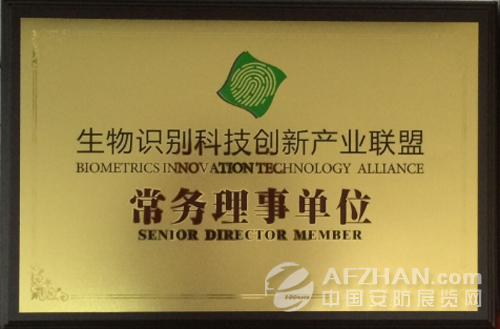 生物识别科技创新产业联盟
BIOMETRICS INNOVATION TECHNOLOGY ALLIANCE
常务理事单位
SENIOR DIRECTOR MEMBER
AFZHAN.COM
中国安防展览网